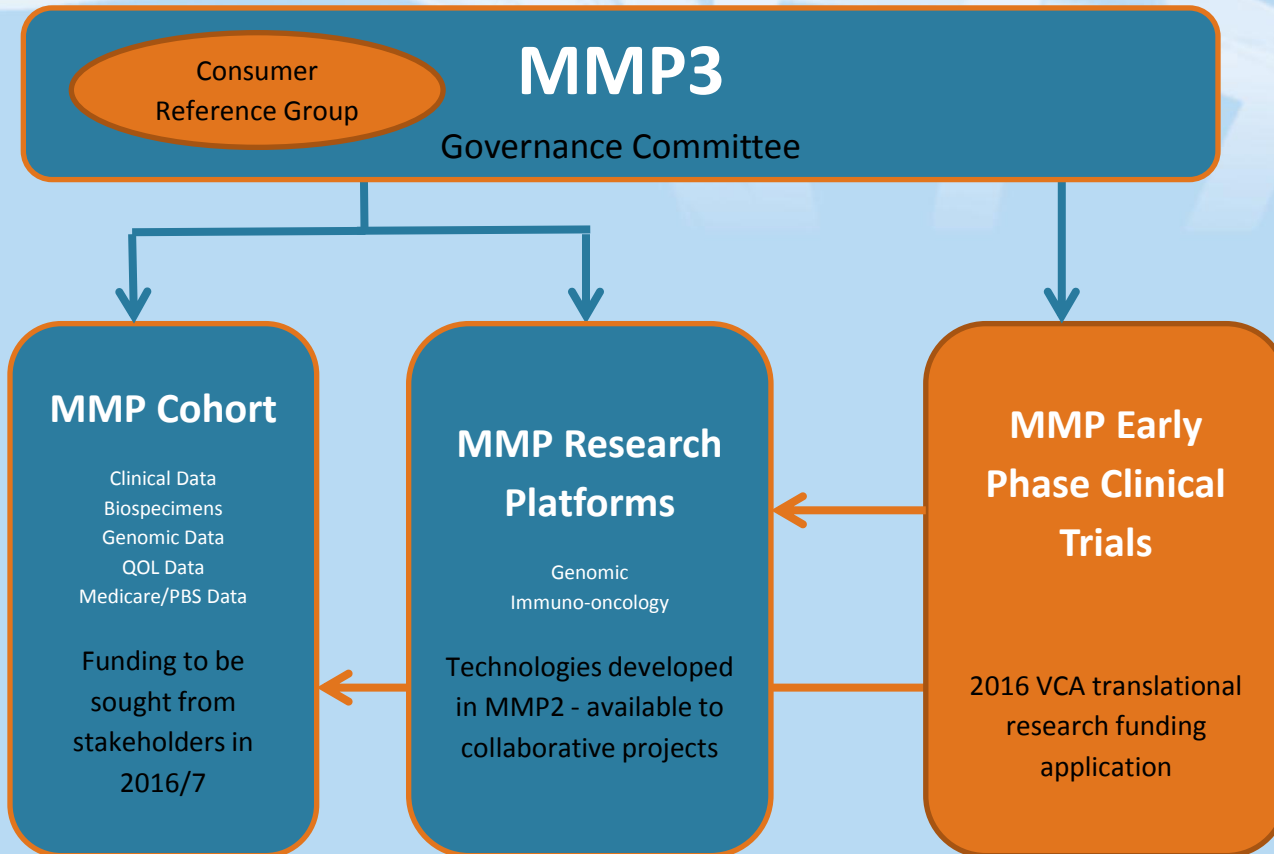 Consumer
Reference Group
MMP3
Governance Committee
MMP Cohort
Clinical Data
Biospecimens
Genomic Data
QOL Data
Medicare/PBS Data
Funding to be
sought from
stakeholders in
2016/7
MMP Research
Platforms
Genomic
Immuno-oncology
Technologies developed
in MMP2 - available to
collaborative projects
MMP Early
Phase Clinical
Trials
2016 VCA translational
research funding
application